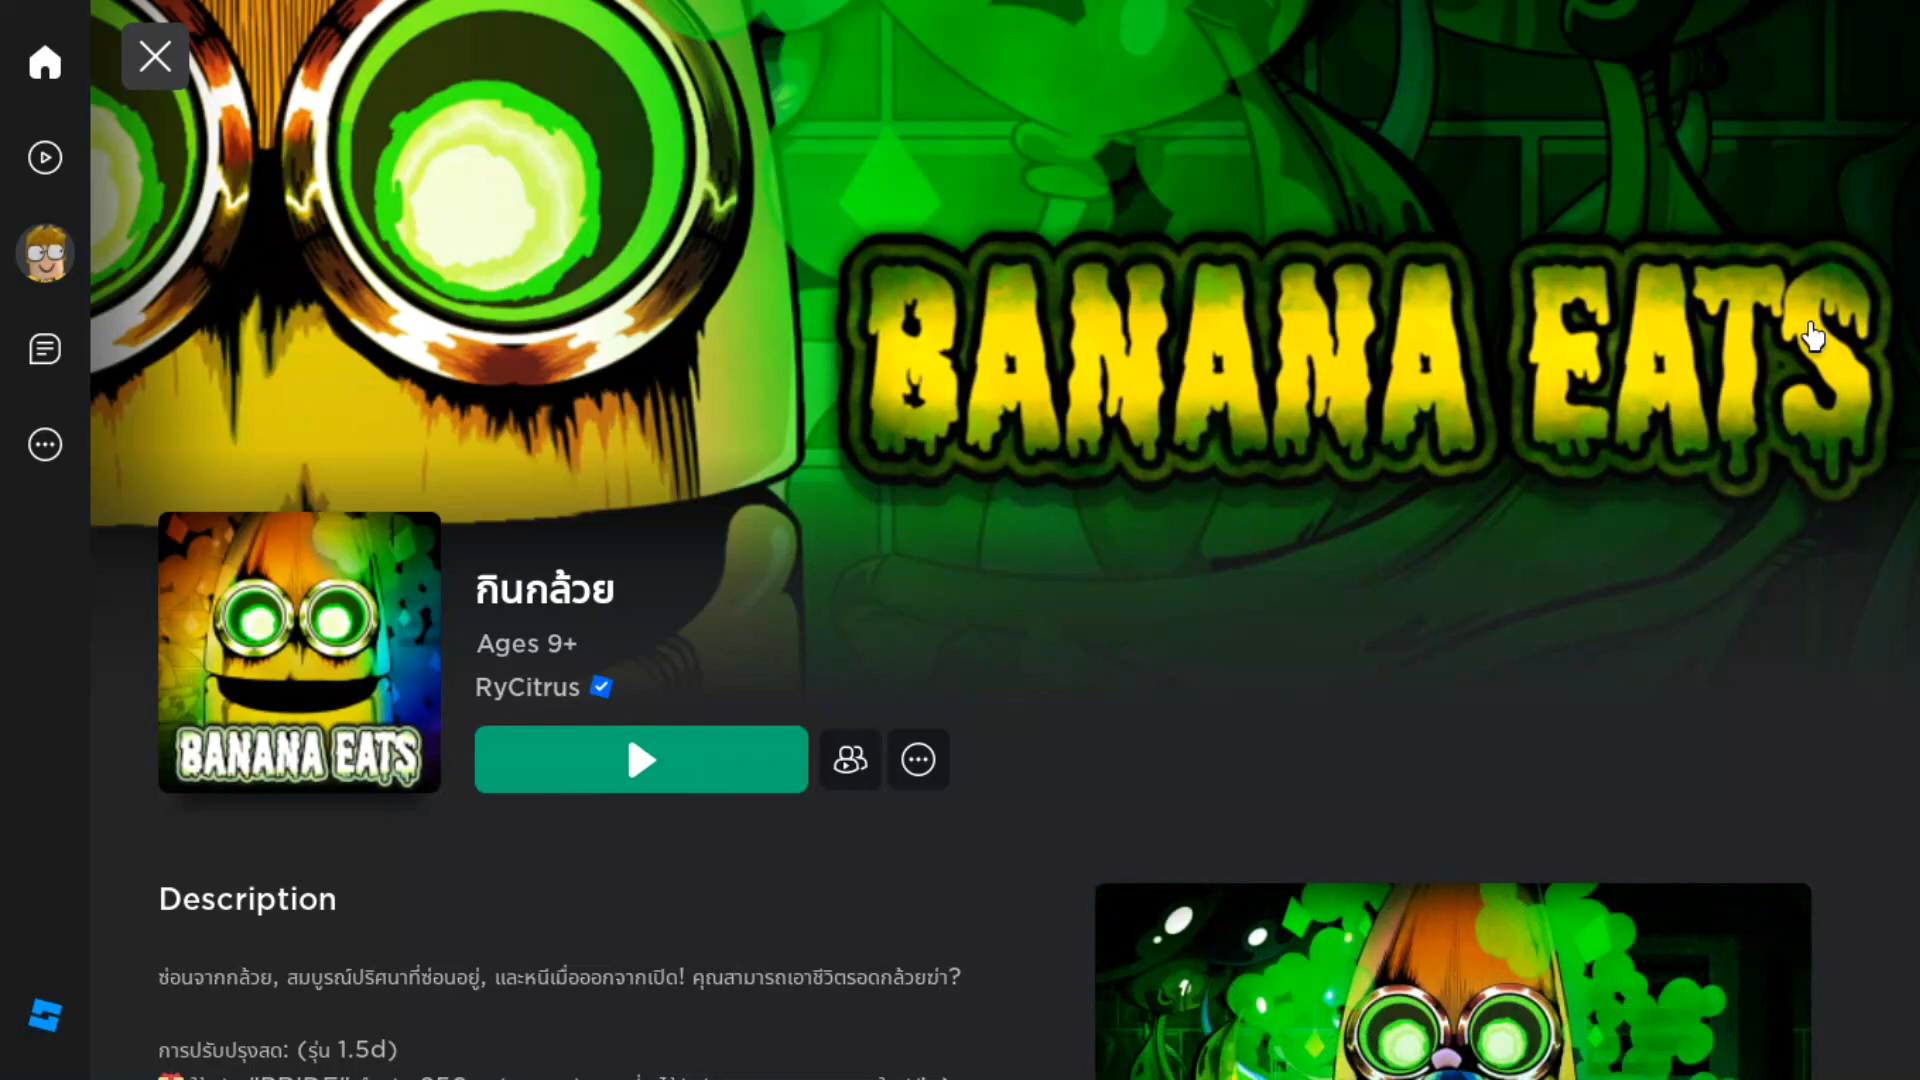 BANANA EATS
BANANA EATS
กินกล้วย
Ages 9+
RyCitrus
Description
ซ่อนจากกล้วย, สมบูรณ์ปริศนาที่ซ่อนอยู่, และหนีเมื่อออกจากเปิด! คุณสามารถเอาชีวิตรอดกล้วยฆ่า?
การปรับปรุงสด: (รุ่น 1.5d)